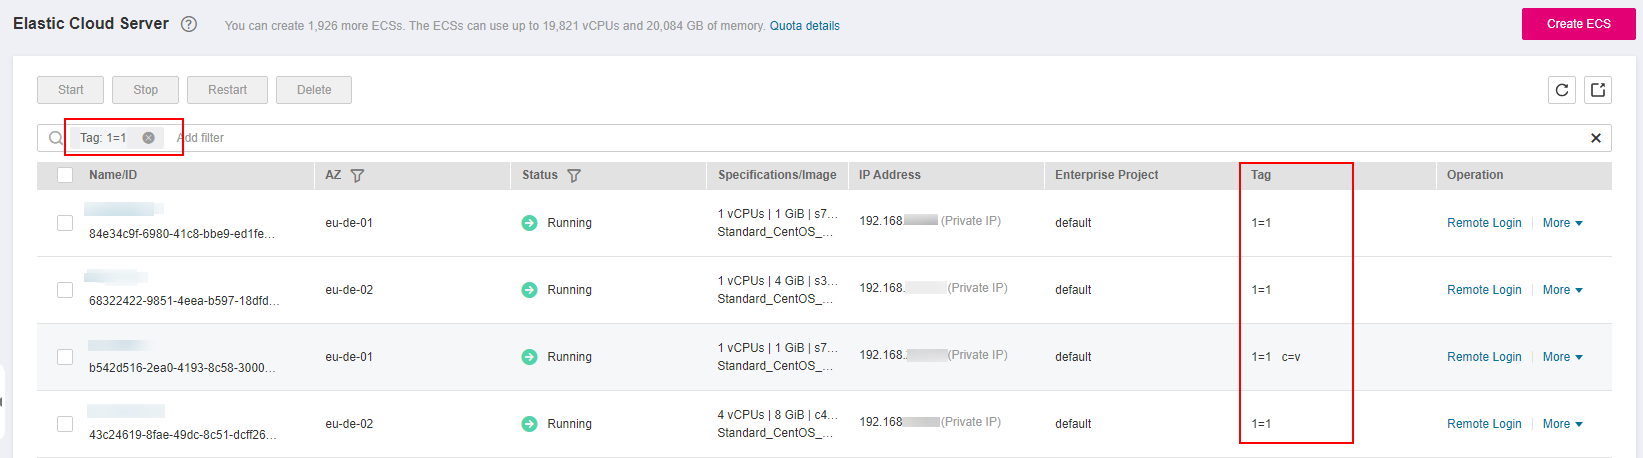 Elastic Cloud Server ? You can create 1,926 more ECSs. The ECSs can use up to 19,821 vCPUs and 20,084 GB of memory. Quota details Create ECS
Start Stop Restart Delete
Tag: 1=1 Add filter
Name/ID AZ Status Specifications/Image IP Address Enterprise Project Tag Operation
84e34c9f-6980-41c8-bbe9-ed1fe... eu-de-01 Running 1 vCPUs | 1 GiB | s7... 192.168. (Private IP) default 1=1 Remote Login More
Standard_CentOS_...
68322422-9851-4eea-b597-18dfd... eu-de-02 Running 1 vCPUs | 4 GiB | s3... 192.168. (Private IP) default 1=1 Remote Login More
Standard_CentOS_...
b542d516-2ea0-4193-8c58-3000... eu-de-01 Running 1 vCPUs | 1 GiB | s7... 192.168. (Private IP) default 1=1 c=v Remote Login More
Standard_CentOS_...
43c24619-8fae-49dc-8c51-dcff26... eu-de-02 Running 4 vCPUs | 8 GiB | c4... 192.168 (Private IP) default 1=1 Remote Login More
Standard_CentOS_...